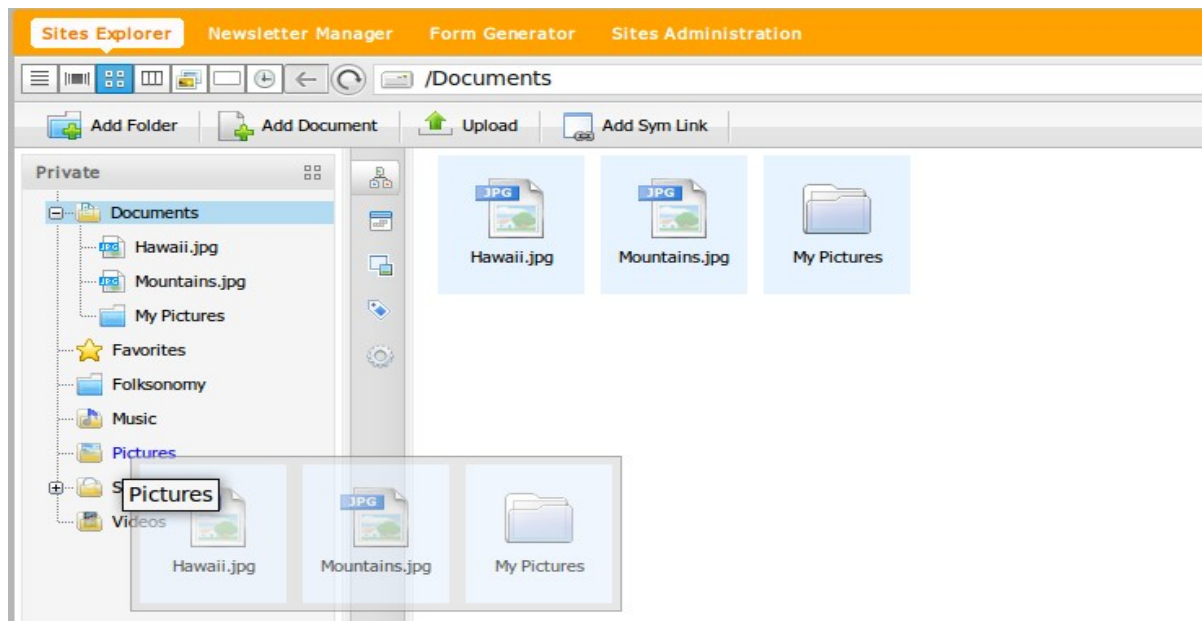 Sites Explorer Newsletter Manager Form Generator Sites Administration
/Documents
Add Folder Add Document Upload Add Sym Link
Private
Documents
Hawaii.jpg
Mountains.jpg
My Pictures
Favorites
Folksonomy
Music
Pictures
S
Videos
Pictures
JPG JPG
Hawaii.jpg Mountains.jpg My Pictures
JPG
Hawaii.jpg Mountains.jpg My Pictures